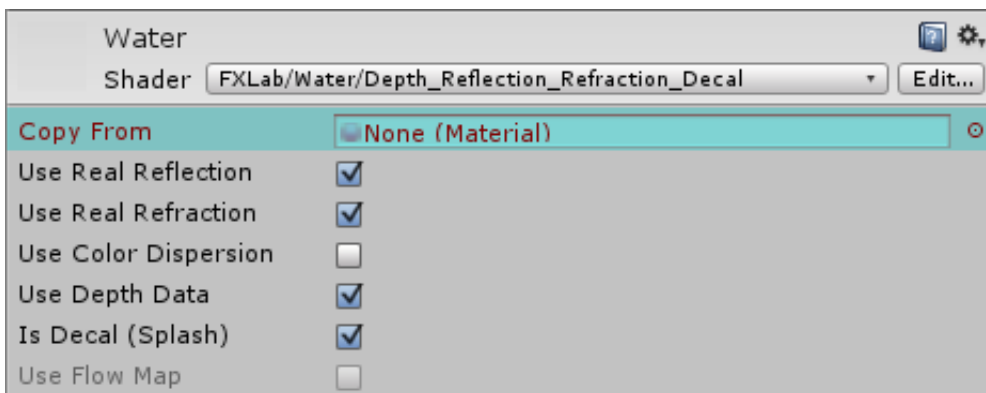 Water
Shader FXLab/Water/Depth_Reflection_Refraction_Decal Edit...
Copy From None (Material)
Use Real Reflection
Use Real Refraction
Use Color Dispersion
Use Depth Data
Is Decal (Splash)
Use Flow Map